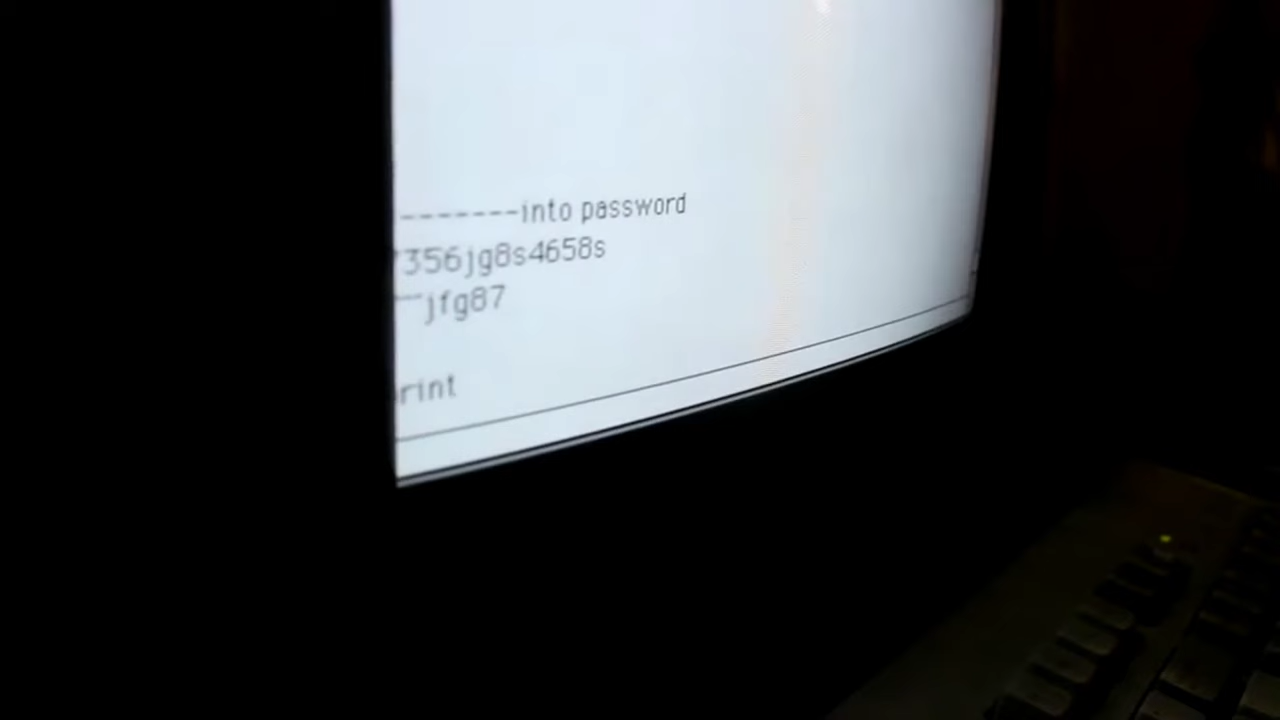 -------into password
356jg8s4658s
--jfg87
rint